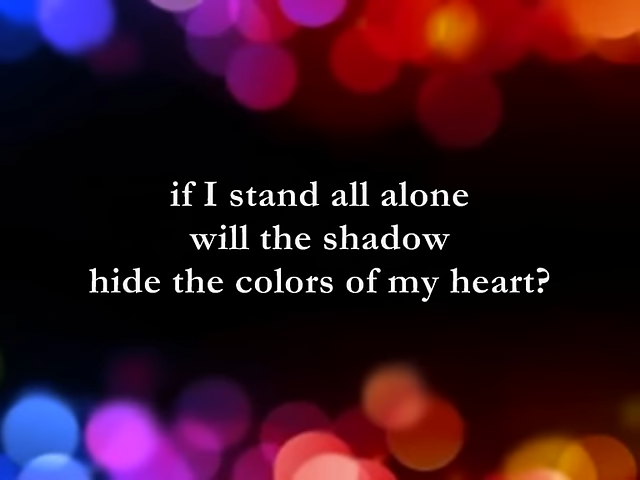 if I stand all alone
will the shadow
hide the colors of my heart?